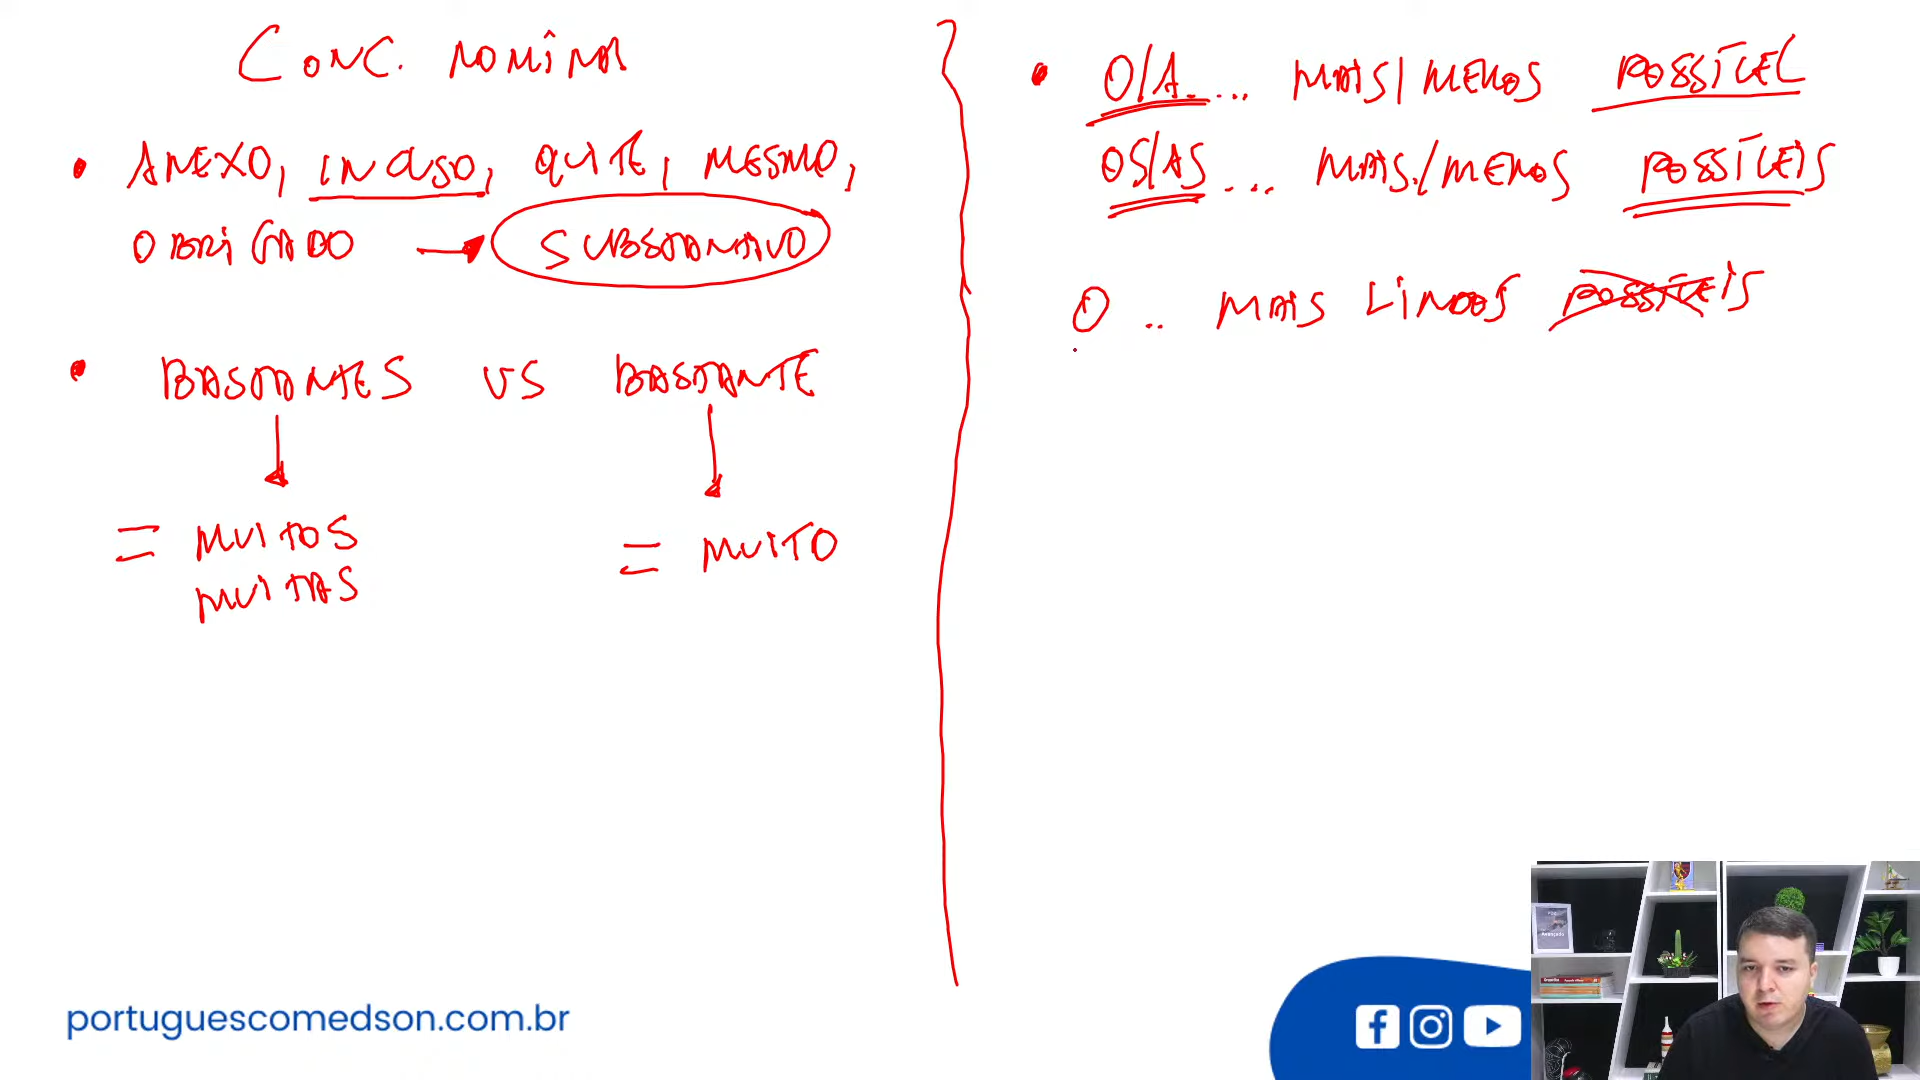 CONC. NOMINAL
• ANEXO, INCLUSO, QUITE, MESMO,
OBRIGADO → SUBSTANTIVO
• BASTANTES VS BASTANTE
= MUITOS
MUITAS
= MUITO
• O/A.... MAIS/MENOS POSSÍVEL
OS/AS... MAIS/MENOS POSSÍVEIS
O .. MAIS LINDOS POSSÍVEIS
portuguescomedson.com.br